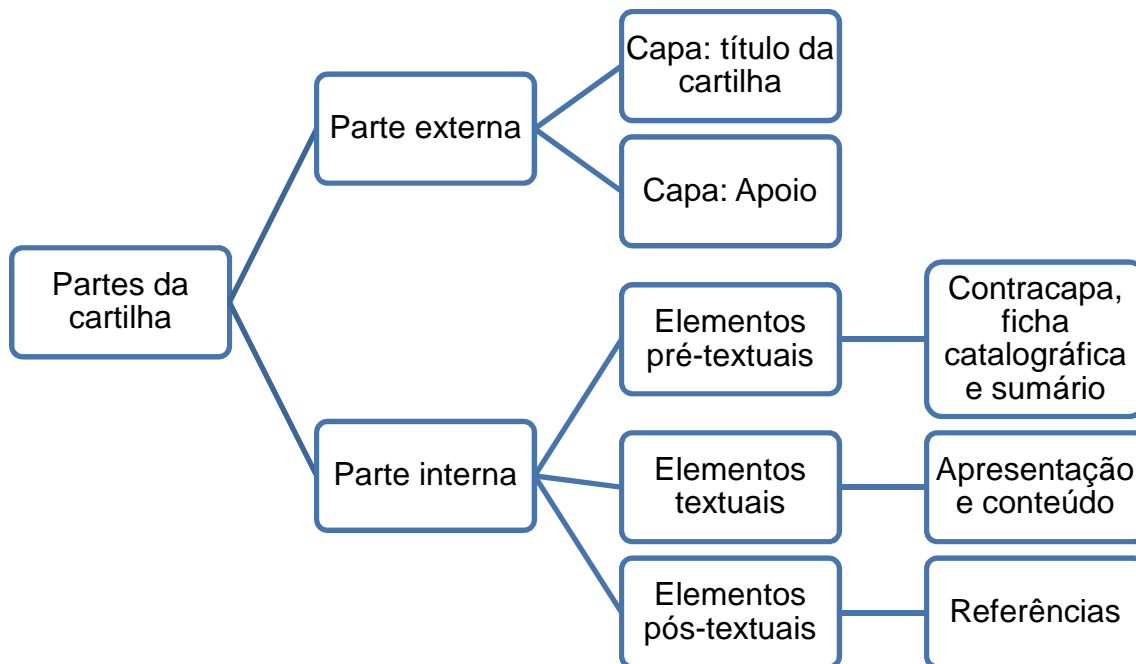 Partes da
cartilha
Parte externa
Capa: título da
cartilha
Capa: Apoio
Parte interna
Elementos
pré-textuais
Contracapa,
ficha
catalográfica
e sumário
Elementos
textuais
Apresentação
e conteúdo
Elementos
pós-textuais
Referências